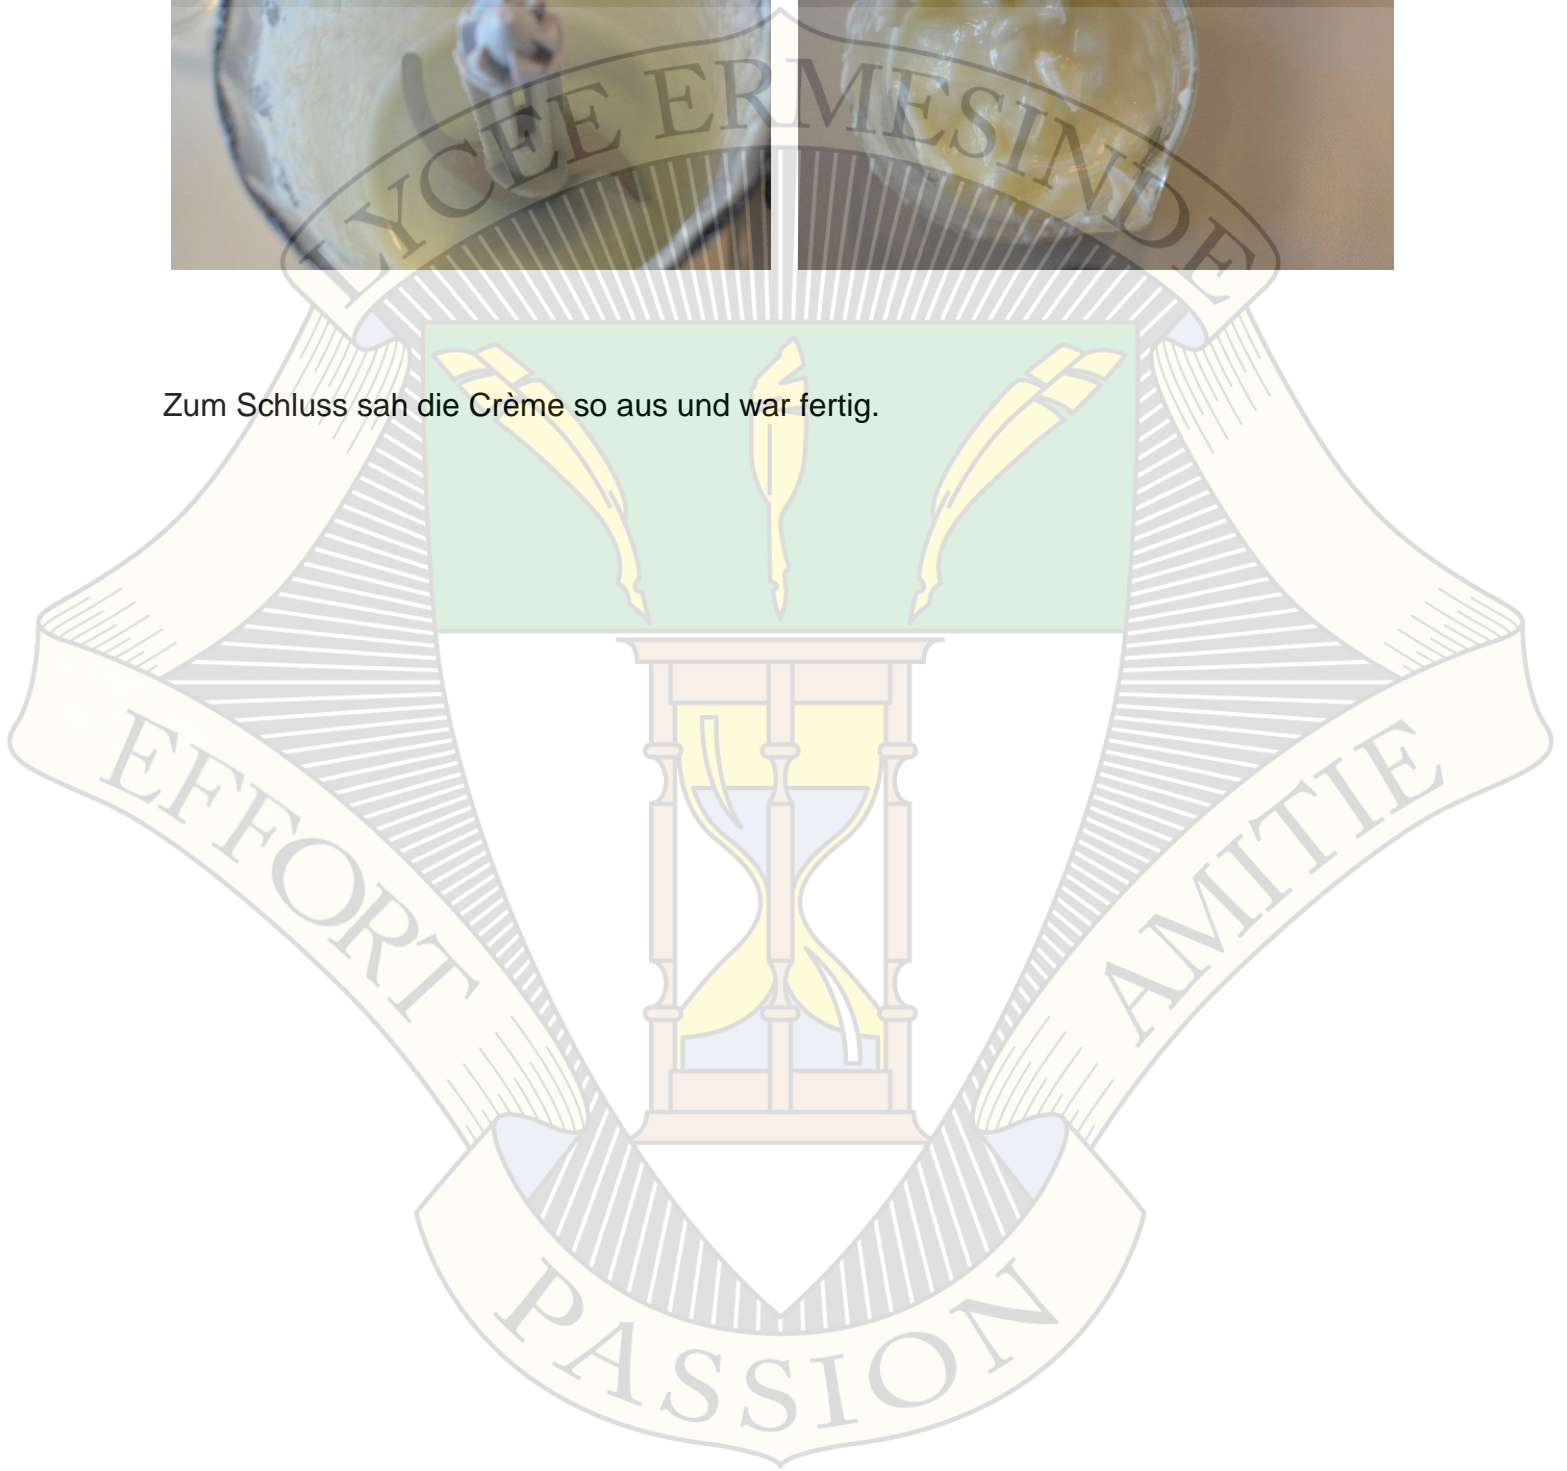 LYCEE ERMESINDE
Zum Schluss sah die Crème so aus und war fertig.
EFFORT
AMITIE
PASSION